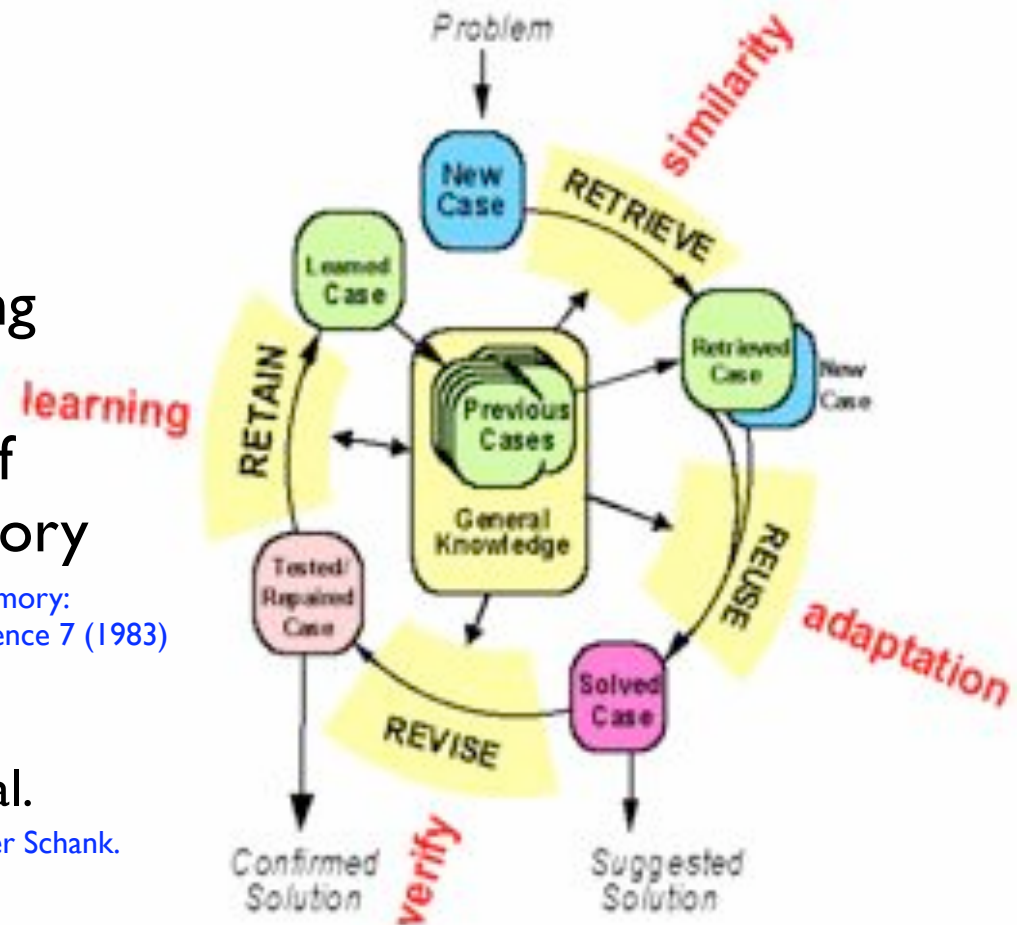 Problem
similarity
New
Case
RETRIEVE
Learned
Case
ng
Retrieved
Case
New
Case
learning
RETAIN
Previous
Cases
f
ory
General
Knowledge
REUSE
Tested/
Repaired
Case
mory:
ence 7 (1983)
adaptation
Solved
Case
REVISE
al.
er Schank.
Confirmed
Solution
verify
Suggested
Solution